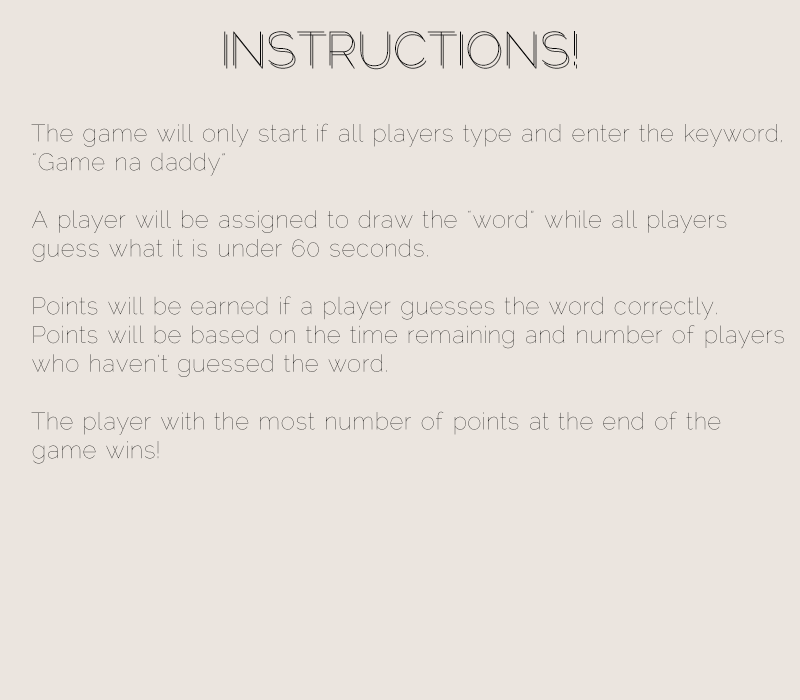 INSTRUCTIONS!
The game will only start if all players type and enter the keyword.
"Game na daddy"
A player will be assigned to draw the "word" while all players
guess what it is under 60 seconds.
Points will be earned if a player guesses the word correctly.
Points will be based on the time remaining and number of players
who haven't guessed the word.
The player with the most number of points at the end of the
game wins!